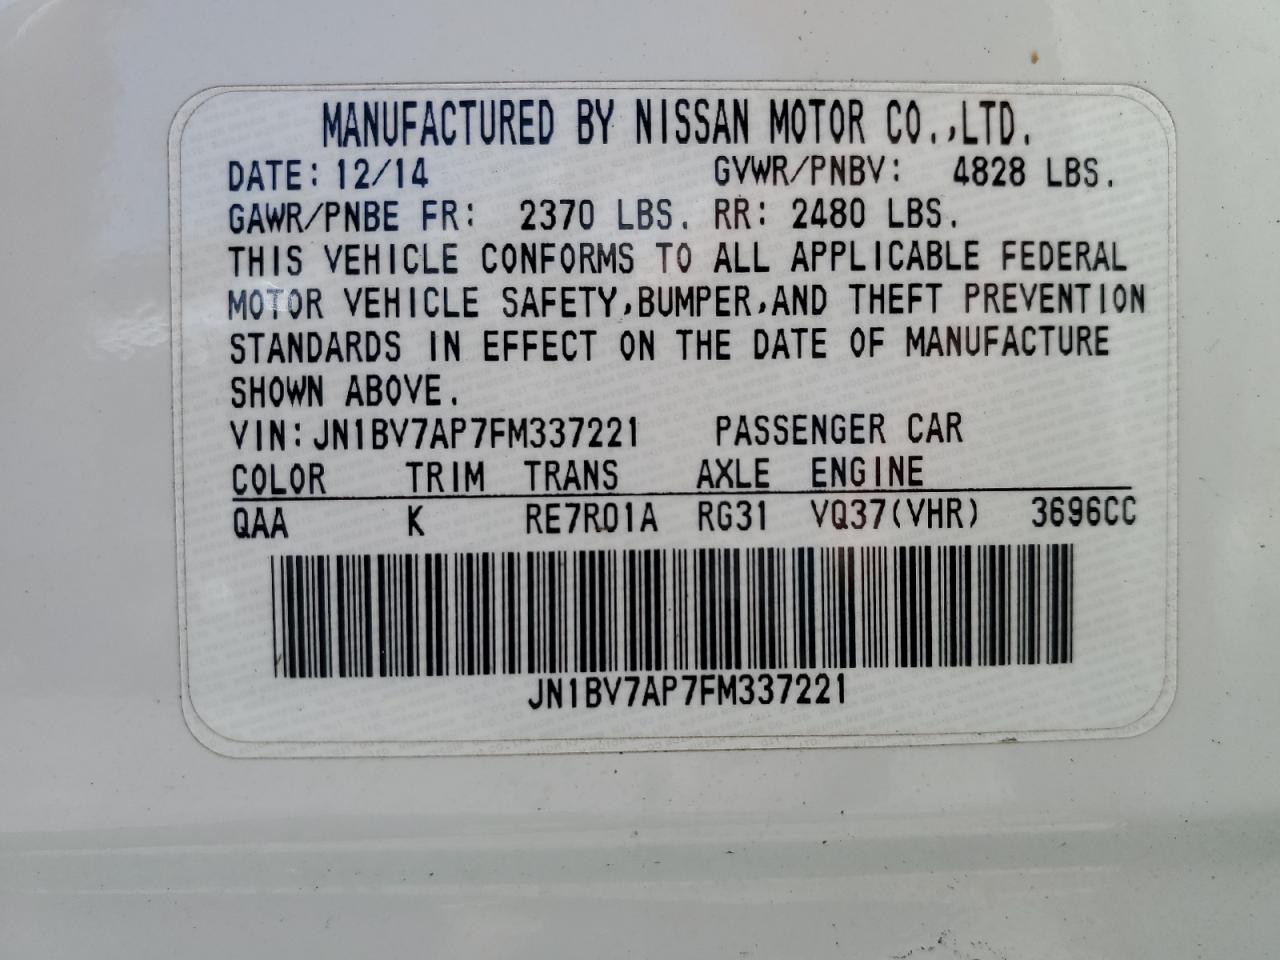 MANUFACTURED BY NISSAN MOTOR CO.,LTD.
DATE: 12/14 GVWR/PNBV: 4828 LBS.
GAWR/PNBE FR: 2370 LBS. RR: 2480 LBS.
THIS VEHICLE CONFORMS TO ALL APPLICABLE FEDERAL
MOTOR VEHICLE SAFETY,BUMPER,AND THEFT PREVENTION
STANDARDS IN EFFECT ON THE DATE OF MANUFACTURE
SHOWN ABOVE.
VIN: JN1BV7AP7FM337221 PASSENGER CAR
COLOR TRIM TRANS AXLE ENGINE
QAA K RE7R01A RG31 VQ37(VHR) 3696CC
JN1BV7AP7FM337221